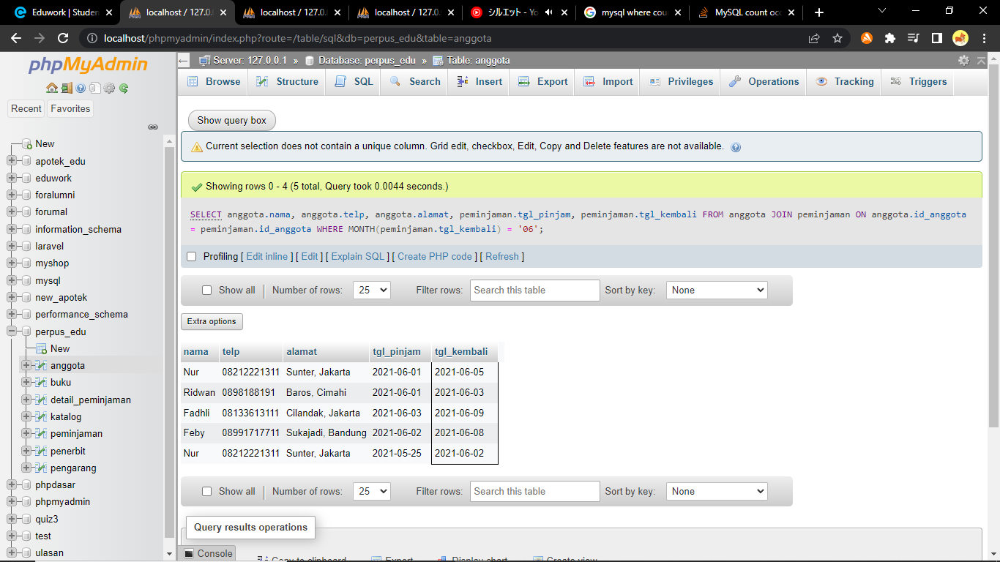 Eduwork | Studen
localhost / 127.0.
localhost / 127.0.
localhost / 127.0.
シルエット - Yo
mysql where cou
MySQL count occ
localhost/phpmyadmin/index.php?route=/table/sql&db=perpus_edu&table=anggota
phpMyAdmin
Recent
Favorites
New
apotek_edu
eduwork
foralumni
forumal
information_schema
laravel
myshop
mysql
new_apotek
performance_schema
perpus_edu
New
anggota
buku
detail_peminjaman
katalog
peminjaman
penerbit
pengarang
phpdasar
phpmyadmin
quiz3
test
ulasan
Server: 127.0.0.1 » Database: perpus_edu » Table: anggota
Browse Structure SQL Search Insert Export Import Privileges Operations Tracking Triggers
Show query box
Current selection does not contain a unique column. Grid edit, checkbox, Edit, Copy and Delete features are not available.
Showing rows 0 - 4 (5 total, Query took 0.0044 seconds.)
SELECT anggota.nama, anggota.telp, anggota.alamat, peminjaman.tgl_pinjam, peminjaman.tgl_kembali FROM anggota JOIN peminjaman ON anggota.id_anggota
= peminjaman.id_anggota WHERE MONTH(peminjaman.tgl_kembali) = '06';
Profiling [ Edit inline ] [ Edit ] [ Explain SQL ] [ Create PHP code ] [ Refresh ]
Show all Number of rows: 25 Filter rows: Search this table Sort by key: None
Extra options
nama telp alamat tgl_pinjam tgl_kembali
Nur 08212221311 Sunter, Jakarta 2021-06-01 2021-06-05
Ridwan 0898188191 Baros, Cimahi 2021-06-01 2021-06-03
Fadhli 08133613111 Cilandak, Jakarta 2021-06-03 2021-06-09
Feby 08991717711 Sukajadi, Bandung 2021-06-02 2021-06-08
Nur 08212221311 Sunter, Jakarta 2021-05-25 2021-06-02
Show all Number of rows: 25 Filter rows: Search this table Sort by key: None
Query results operations
Console
Copy to clipboard Export Display chart Create view